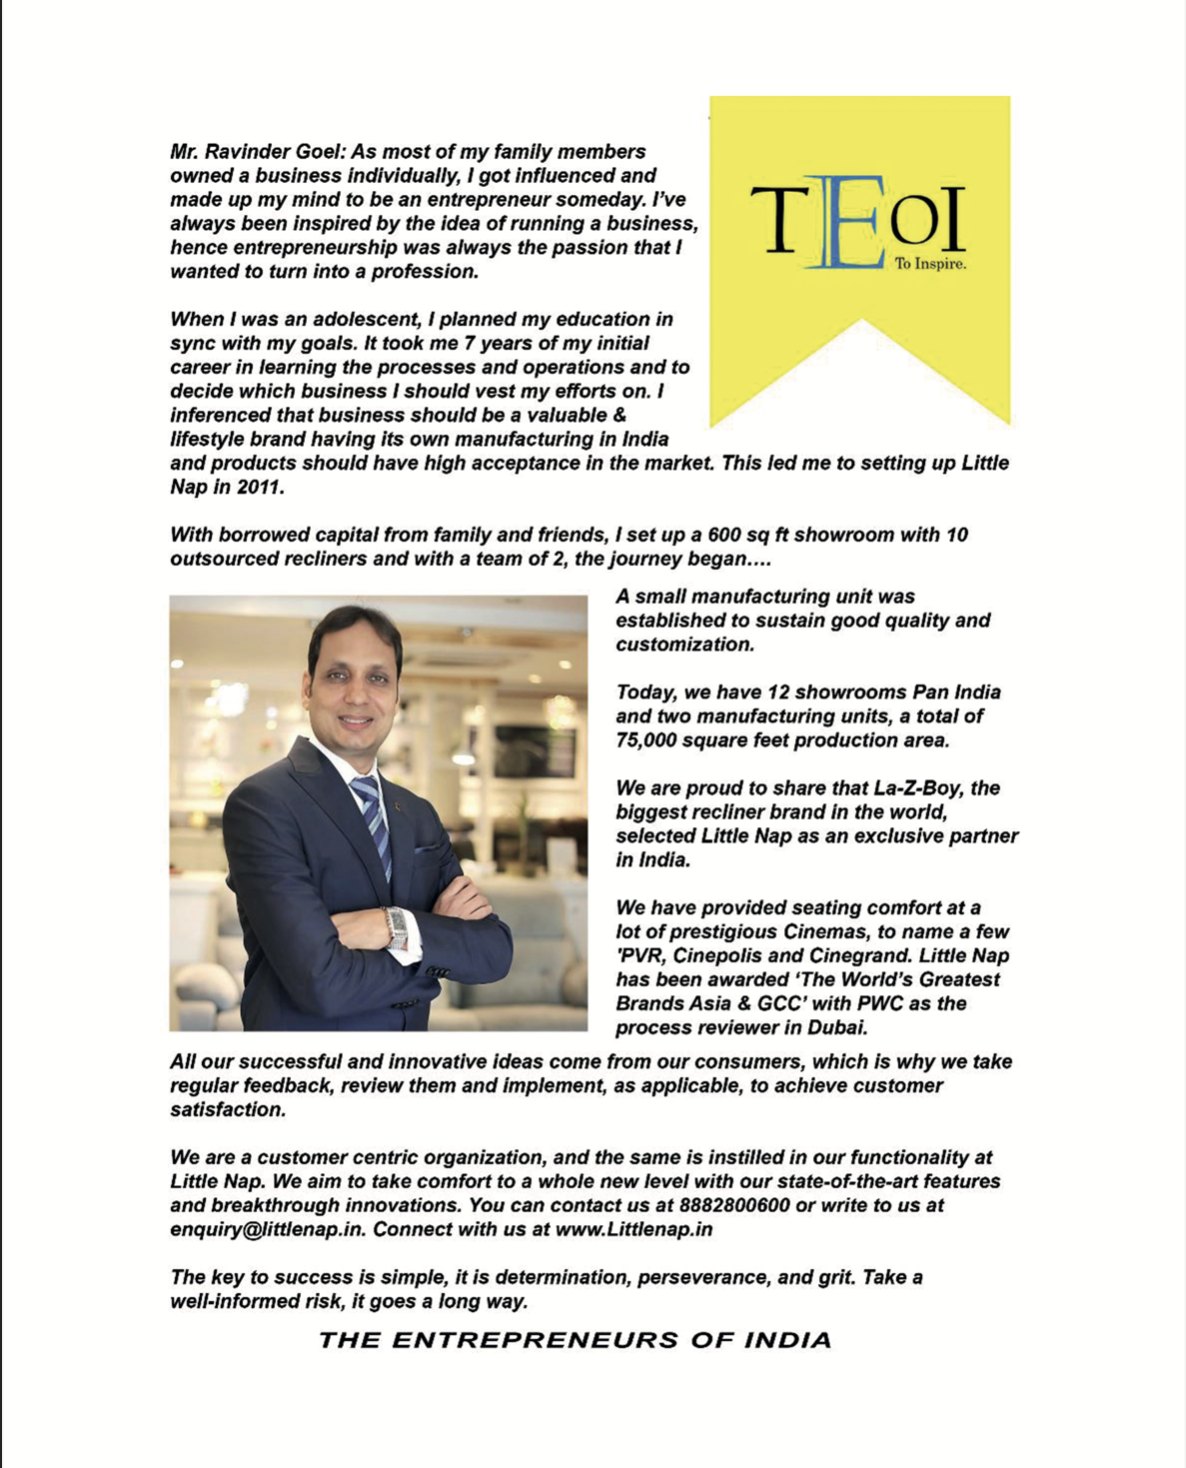 Mr. Ravinder Goel: As most of my family members
owned a business individually, I got influenced and
made up my mind to be an entrepreneur someday. I've
always been inspired by the idea of running a business,
hence entrepreneurship was always the passion that I
wanted to turn into a profession.
TEOI
To Inspire.
When I was an adolescent, I planned my education in
sync with my goals. It took me 7 years of my initial
career in learning the processes and operations and to
decide which business I should vest my efforts on. I
inferenced that business should be a valuable &
lifestyle brand having its own manufacturing in India
and products should have high acceptance in the market. This led me to setting up Little
Nap in 2011.
With borrowed capital from family and friends, I set up a 600 sq ft showroom with 10
outsourced recliners and with a team of 2, the journey began....
A small manufacturing unit was
established to sustain good quality and
customization.
Today, we have 12 showrooms Pan India
and two manufacturing units, a total of
75,000 square feet production area.
We are proud to share that La-Z-Boy, the
biggest recliner brand in the world,
selected Little Nap as an exclusive partner
in India.
We have provided seating comfort at a
lot of prestigious Cinemas, to name a few
'PVR, Cinepolis and Cinegrand. Little Nap
has been awarded 'The World's Greatest
Brands Asia & GCC' with PWC as the
process reviewer in Dubai.
All our successful and innovative ideas come from our consumers, which is why we take
regular feedback, review them and implement, as applicable, to achieve customer
satisfaction.
We are a customer centric organization, and the same is instilled in our functionality at
Little Nap. We aim to take comfort to a whole new level with our state-of-the-art features
and breakthrough innovations. You can contact us at 8882800600 or write to us at
enquiry@littlenap.in. Connect with us at www.Littlenap.in
The key to success is simple, it is determination, perseverance, and grit. Take a
well-informed risk, it goes a long way.
THE ENTREPRENEURS OF INDIA